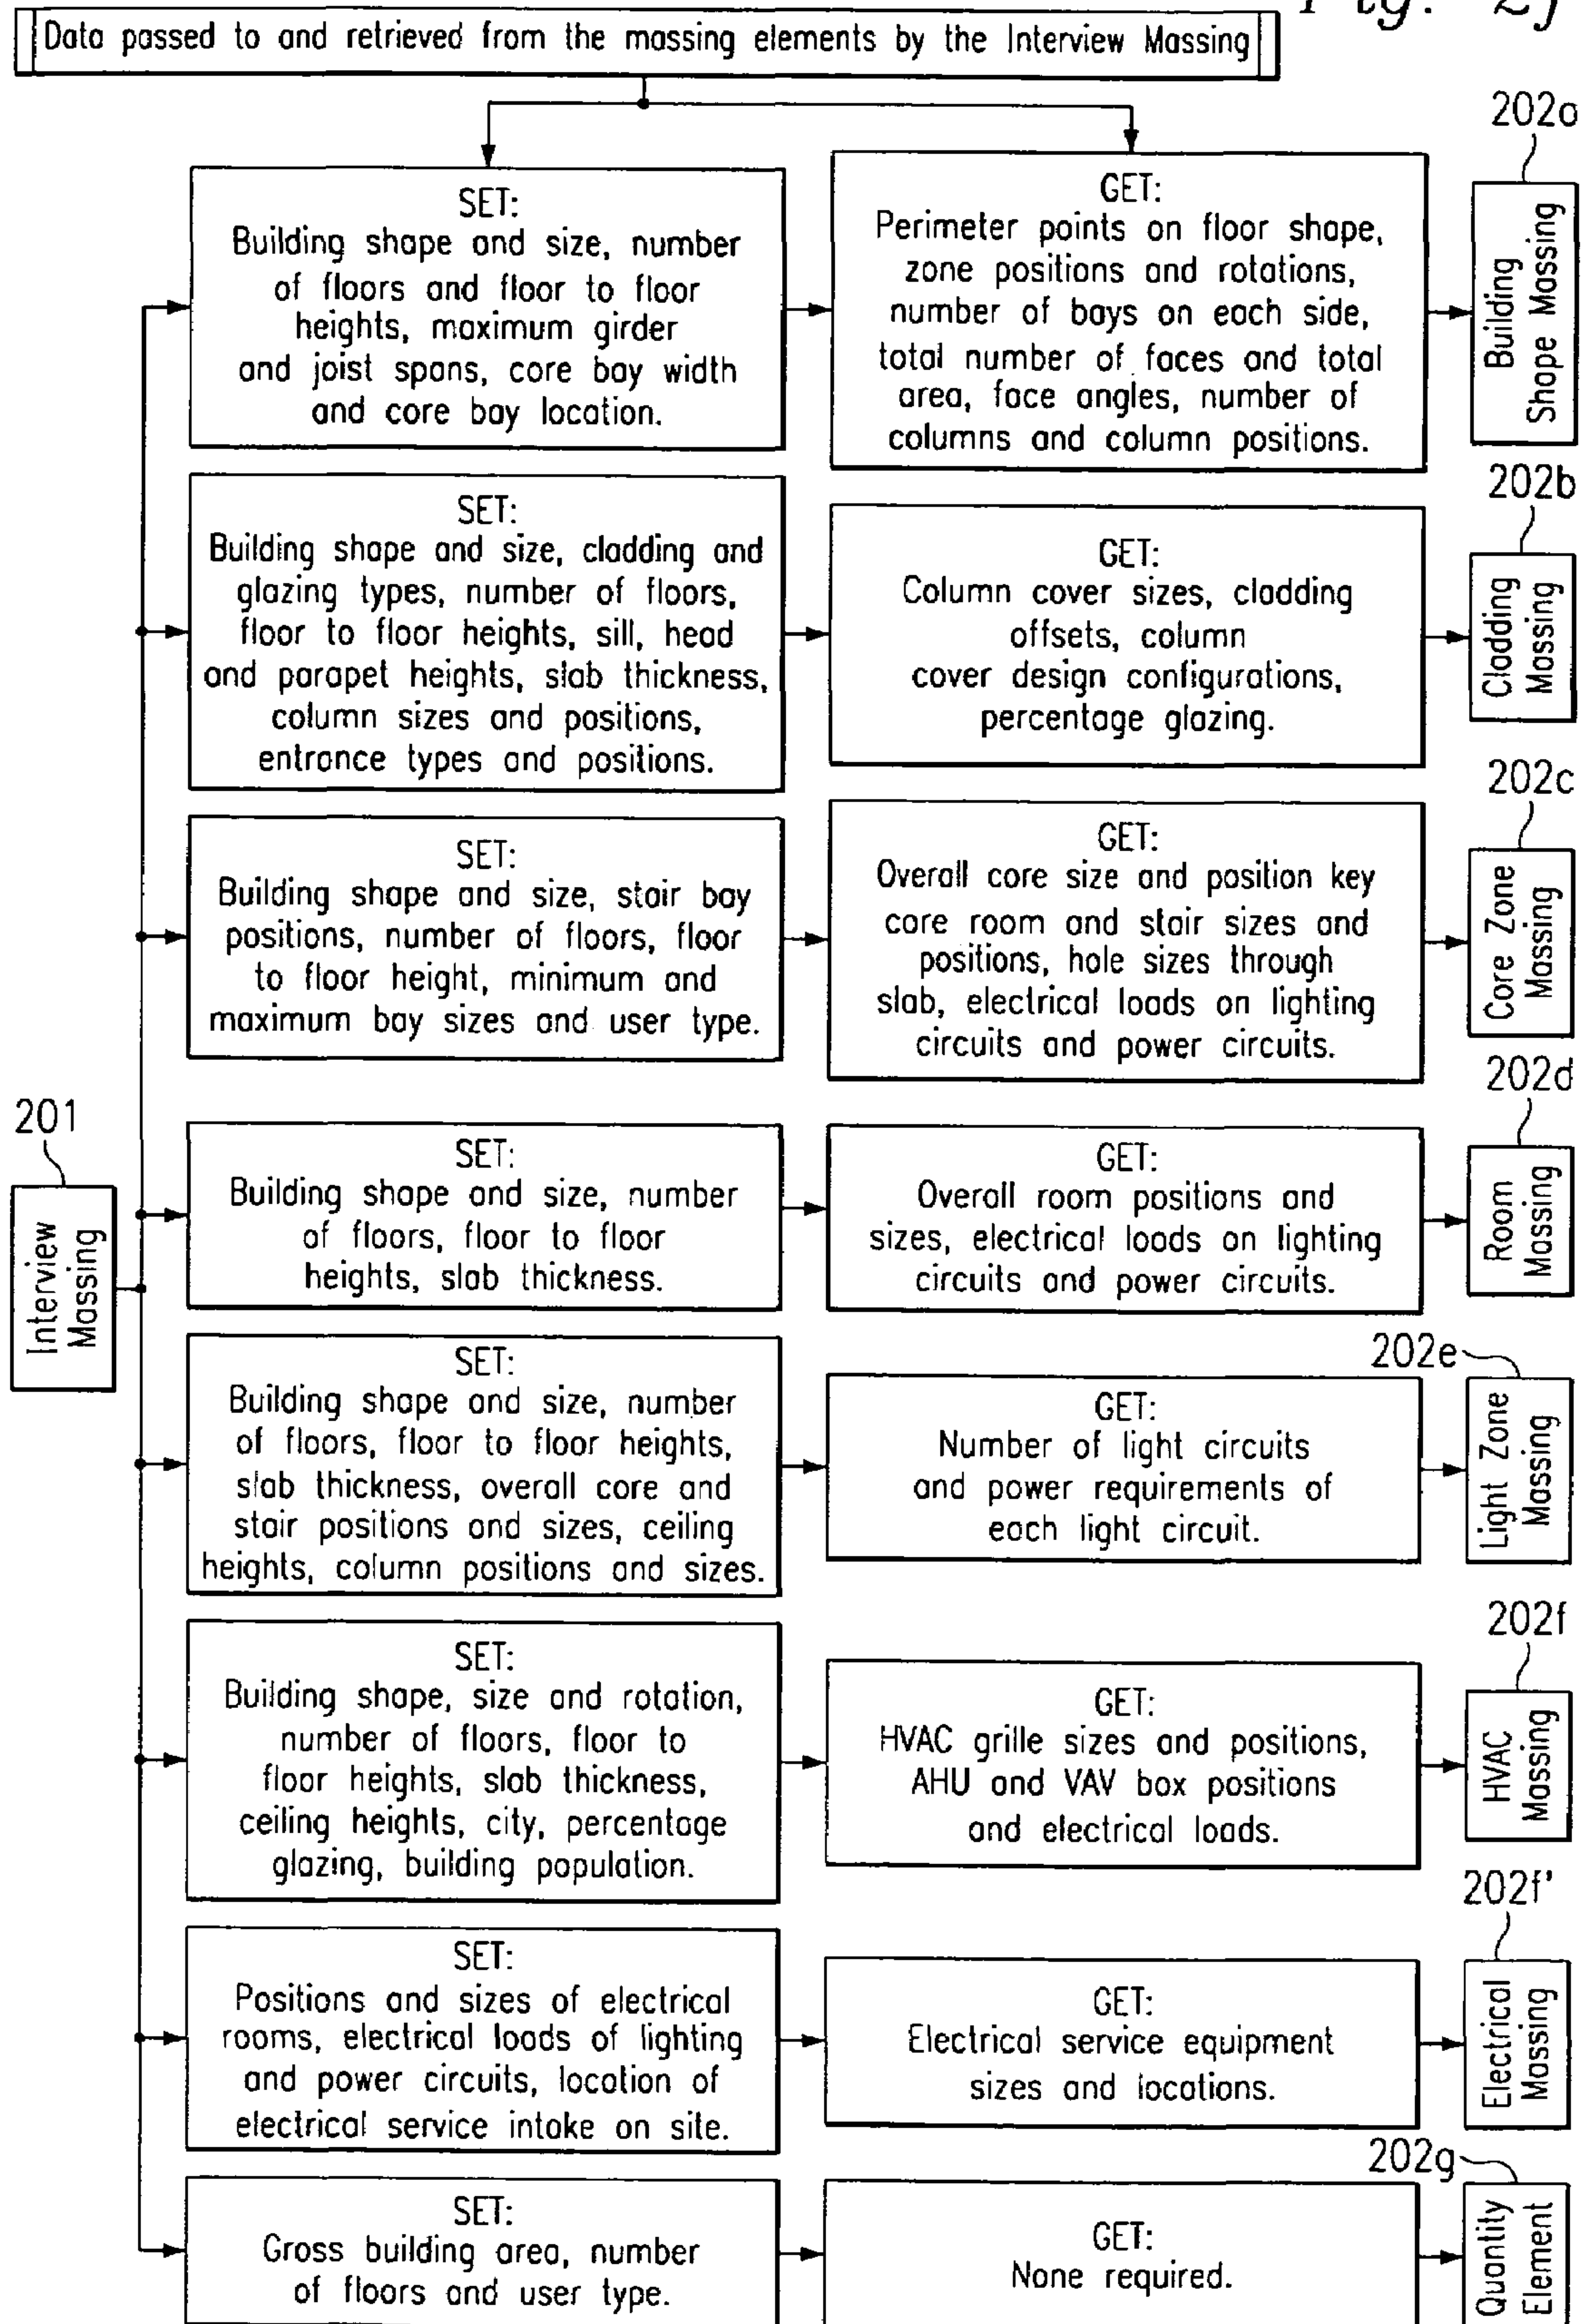 Fig. 2j
Data passed to and retrieved from the massing elements by the Interview Massing
202a
SET:
Building shape and size, number
of floors and floor to floor
heights, maximum girder
and joist spans, core bay width
and core bay location.
GET:
Perimeter points on floor shape,
zone positions and rotations,
number of bays on each side,
total number of faces and total
area, face angles, number of
columns and column positions.
Building
Shape Massing
202b
SET:
Building shape and size, cladding and
glazing types, number of floors,
floor to floor heights, sill, head
and parapet heights, slab thickness,
column sizes and positions,
entrance types and positions.
GET:
Column cover sizes, cladding
offsets, column
cover design configurations,
percentage glazing.
Cladding
Massing
202c
SET:
Building shape and size, stair bay
positions, number of floors, floor
to floor height, minimum and
maximum bay sizes and user type.
GET:
Overall core size and position key
core room and stair sizes and
positions, hole sizes through
slab, electrical loads on lighting
circuits and power circuits.
Core Zone
Massing
202d
201
Interview
Massing
SET:
Building shape and size, number
of floors, floor to floor
heights, slab thickness.
GET:
Overall room positions and
sizes, electrical loads on lighting
circuits and power circuits.
Room
Massing
202e
SET:
Building shape and size, number
of floors, floor to floor heights,
slab thickness, overall core and
stair positions and sizes, ceiling
heights, column positions and sizes.
GET:
Number of light circuits
and power requirements of
each light circuit.
Light Zone
Massing
202f
SET:
Building shape, size and rotation,
number of floors, floor to
floor heights, slab thickness,
ceiling heights, city, percentage
glazing, building population.
GET:
HVAC grille sizes and positions,
AHU and VAV box positions
and electrical loads.
HVAC
Massing
202f'
SET:
Positions and sizes of electrical
rooms, electrical loads of lighting
and power circuits, location of
electrical service intake on site.
GET:
Electrical service equipment
sizes and locations.
Electrical
Massing
202g
SET:
Gross building area, number
of floors and user type.
GET:
None required.
Quantity
Element